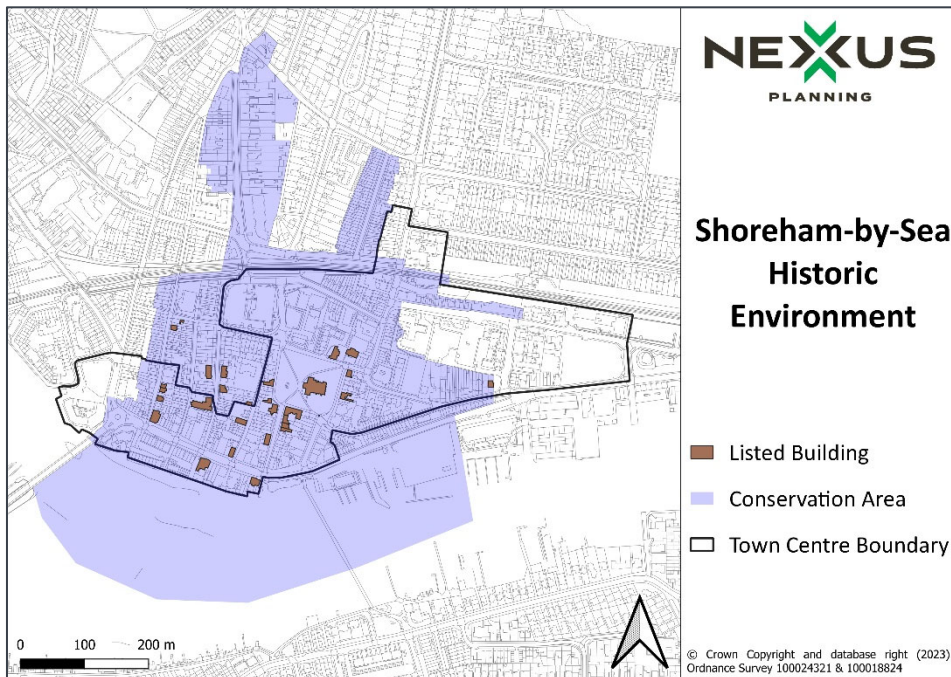 NEXUS
PLANNING
Shoreham-by-Sea
Historic
Environment
Listed Building
Conservation Area
Town Centre Boundary
0 100 200 m
© Crown Copyright and database right (2023)
Ordnance Survey 100024321 & 100018824